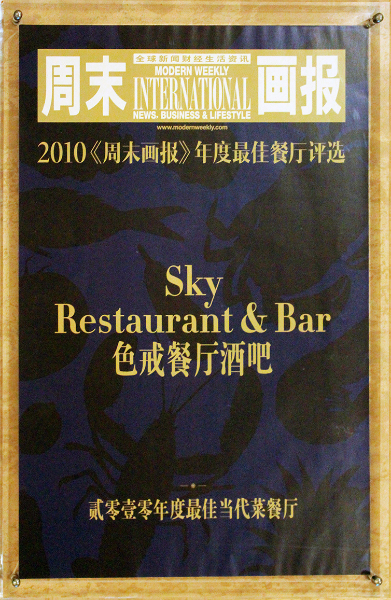 全球新闻财经生活资讯
周末
MODERN WEEKLY
INTERNATIONAL
NEWS, BUSINESS & LIFESTYLE
画报
www.modernweekly.com
2010《周末画报》年度最佳餐厅评选
Sky
Restaurant & Bar
色戒餐厅酒吧
贰零壹零年度最佳当代菜餐厅